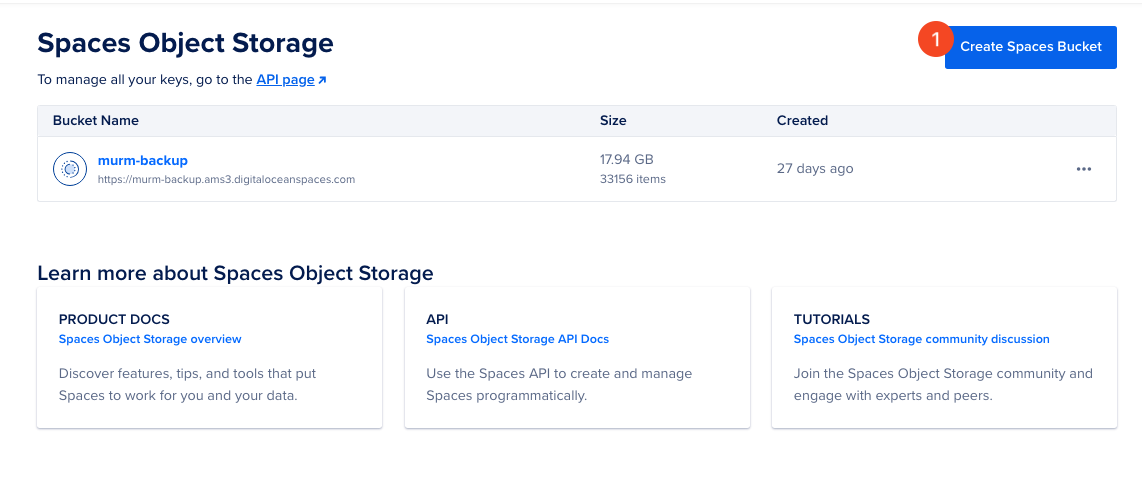 Spaces Object Storage
1
Create Spaces Bucket
To manage all your keys, go to the API page
Bucket Name Size Created
murm-backup
https://murm-backup.ams3.digitaloceanspaces.com
17.94 GB
33156 items
27 days ago
Learn more about Spaces Object Storage
PRODUCT DOCS
Spaces Object Storage overview
Discover features, tips, and tools that put
Spaces to work for you and your data.
API
Spaces Object Storage API Docs
Use the Spaces API to create and manage
Spaces programmatically.
TUTORIALS
Spaces Object Storage community discussion
Join the Spaces Object Storage community and
engage with experts and peers.